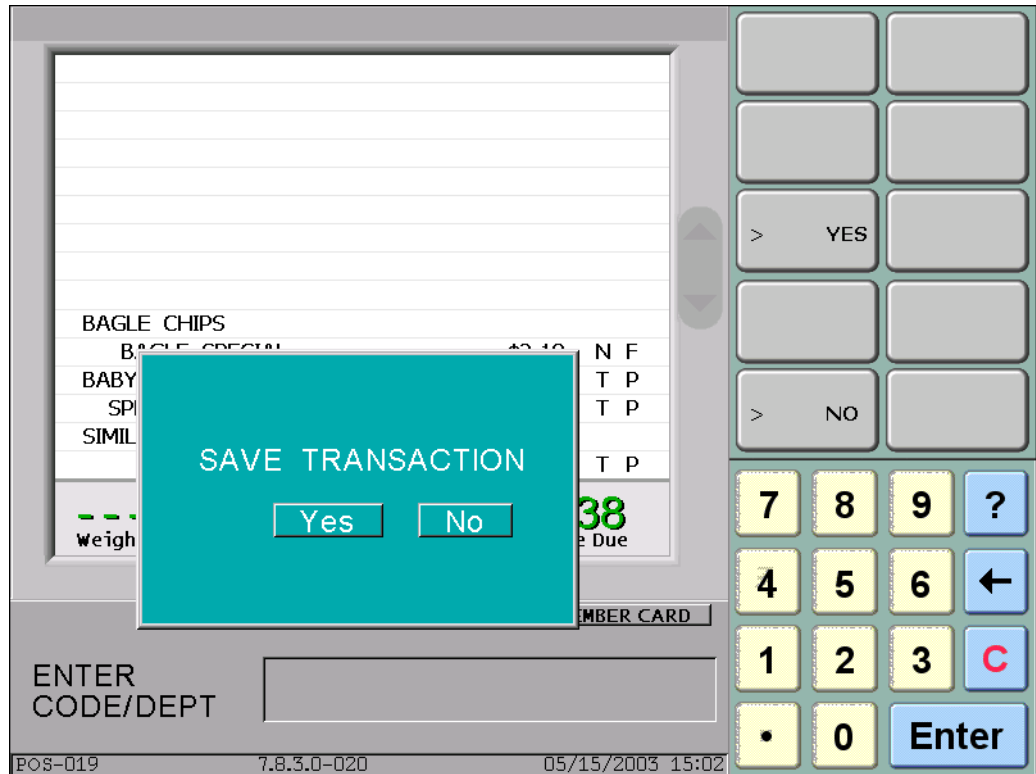 BAGLE CHIPS
N F
BABY
T P
T P
SIMIL
T P
SAVE TRANSACTION
Yes No
38
Weigh
Due
CARD
ENTER
CODE/DEPT
POS-019 7.8.3.0-020 05/15/2003 15:02
> YES
> NO
7 8 9 ?
4 5 6 ←
1 2 3 C
. 0 Enter